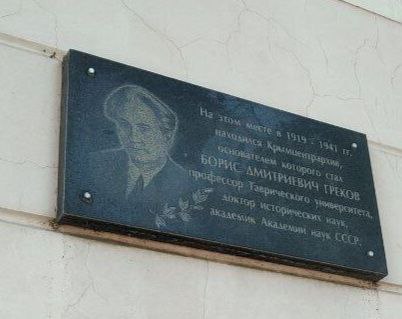 На этом месте в 1919 - 1941 гг.
находился Крымцентрархив,
основателем которого стал
БОРИС ДМИТРИЕВИЧ ГРЕКОВ
профессор Таврического университета,
доктор исторических наук,
академик Академии наук СССР.